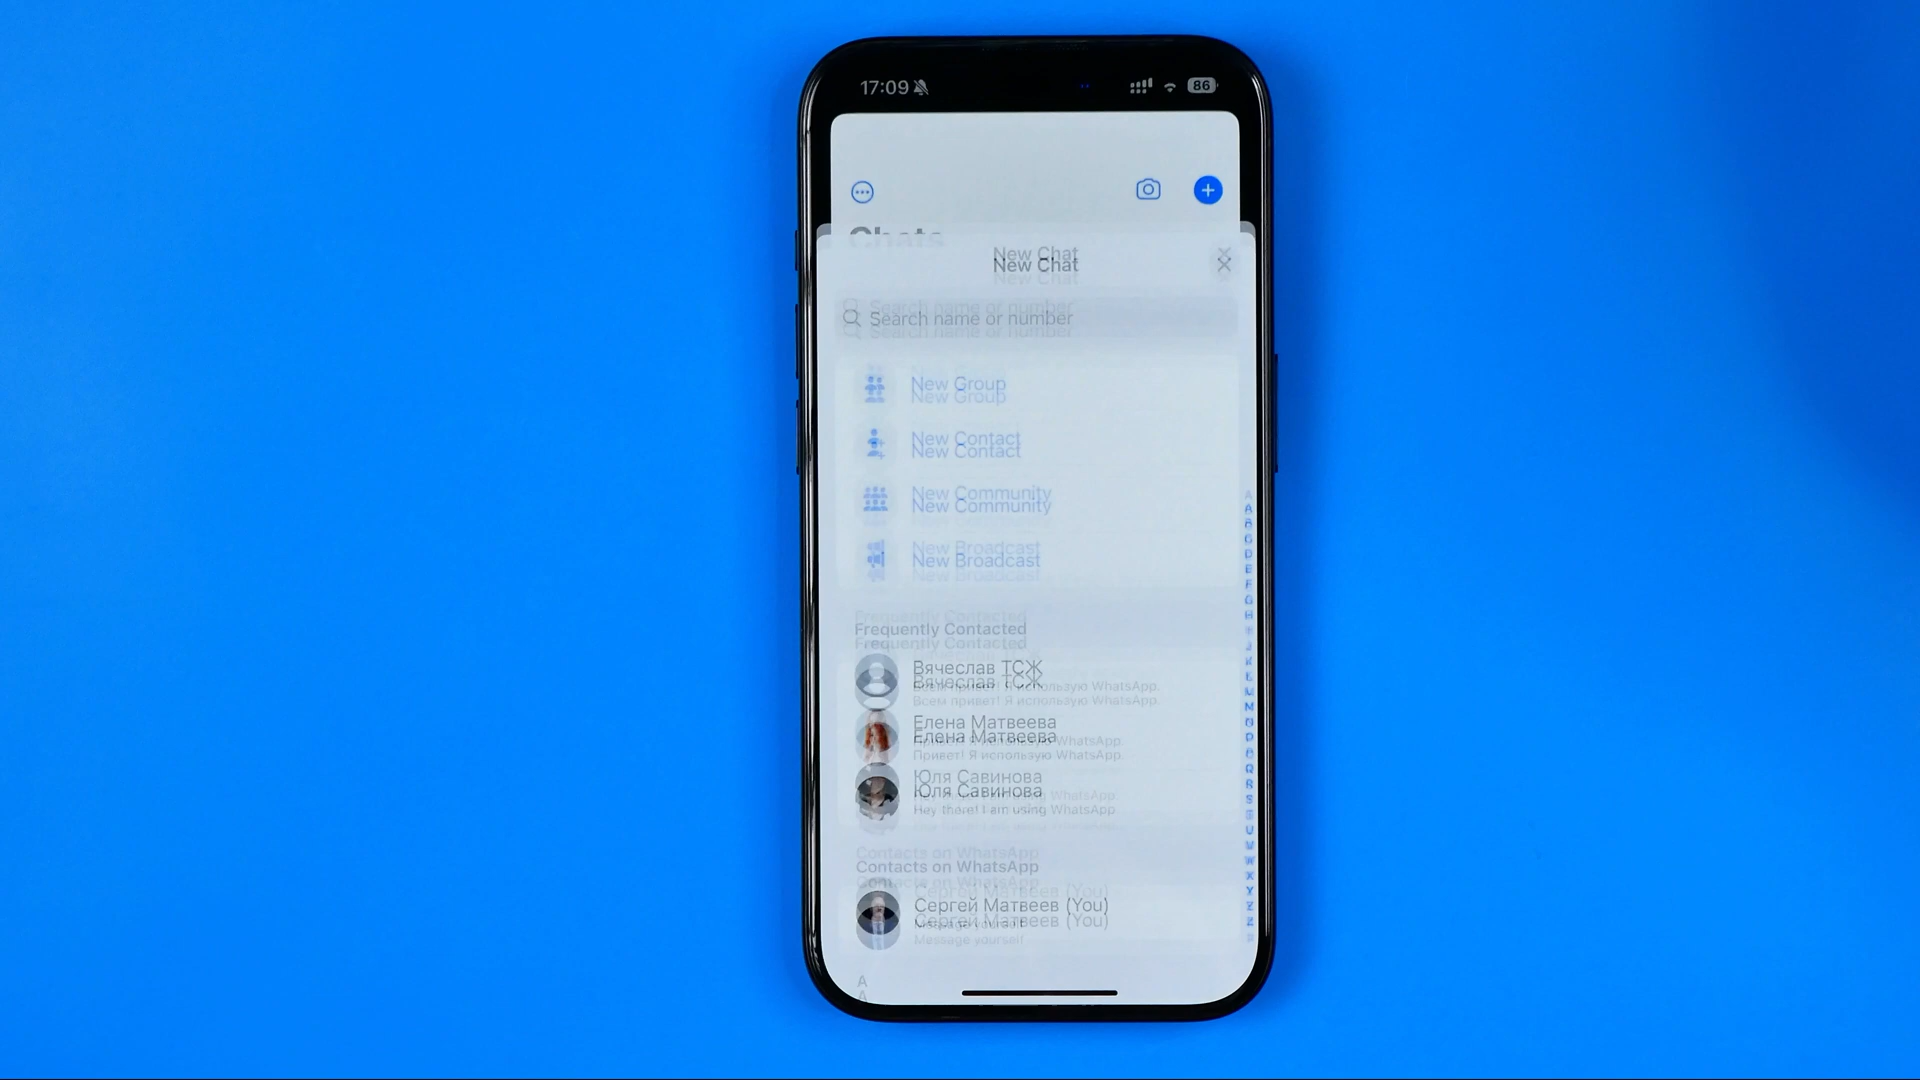 17:09
86
Chats
New Chat
Search name or number
New Group
New Contact
New Community
New Broadcast
Frequently Contacted
Вячеслав ТСЖ
Всем привет! Я использую WhatsApp.
Елена Матвеева
Привет! Я использую WhatsApp.
Юля Савинова
Hey there! I am using WhatsApp
Contacts on WhatsApp
Сергей Матвеев (You)
Message yourself
A